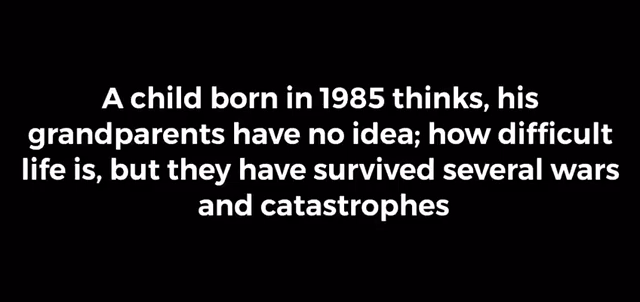 A child born in 1985 thinks, his
grandparents have no idea; how difficult
life is, but they have survived several wars
and catastrophes